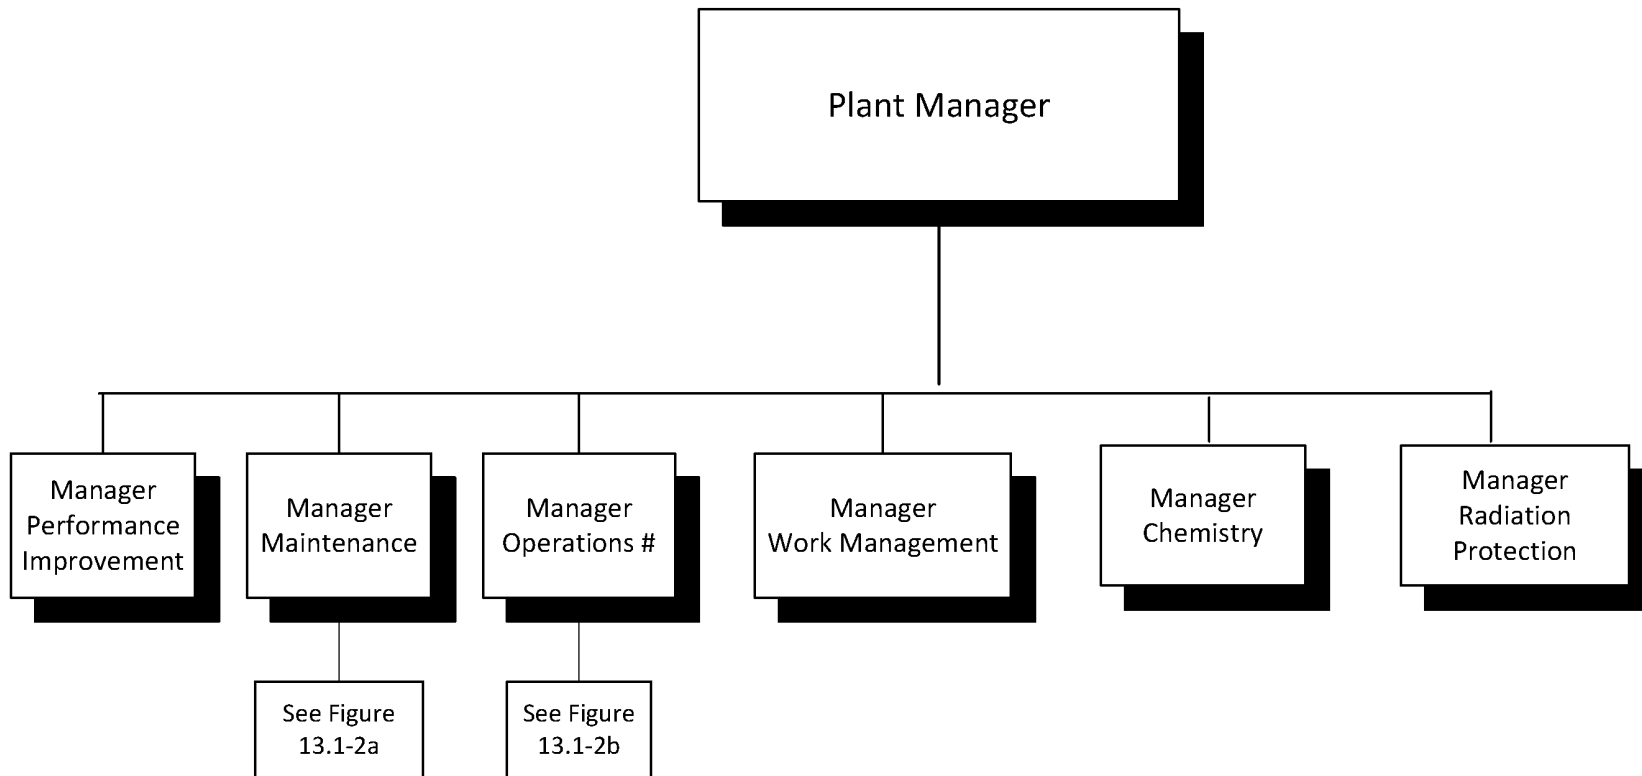 Plant Manager
Manager
Performance
Improvement
Manager
Maintenance
Manager
Operations #
Manager
Work Management
Manager
Chemistry
Manager
Radiation
Protection
See Figure
13.1-2a
See Figure
13.1-2b